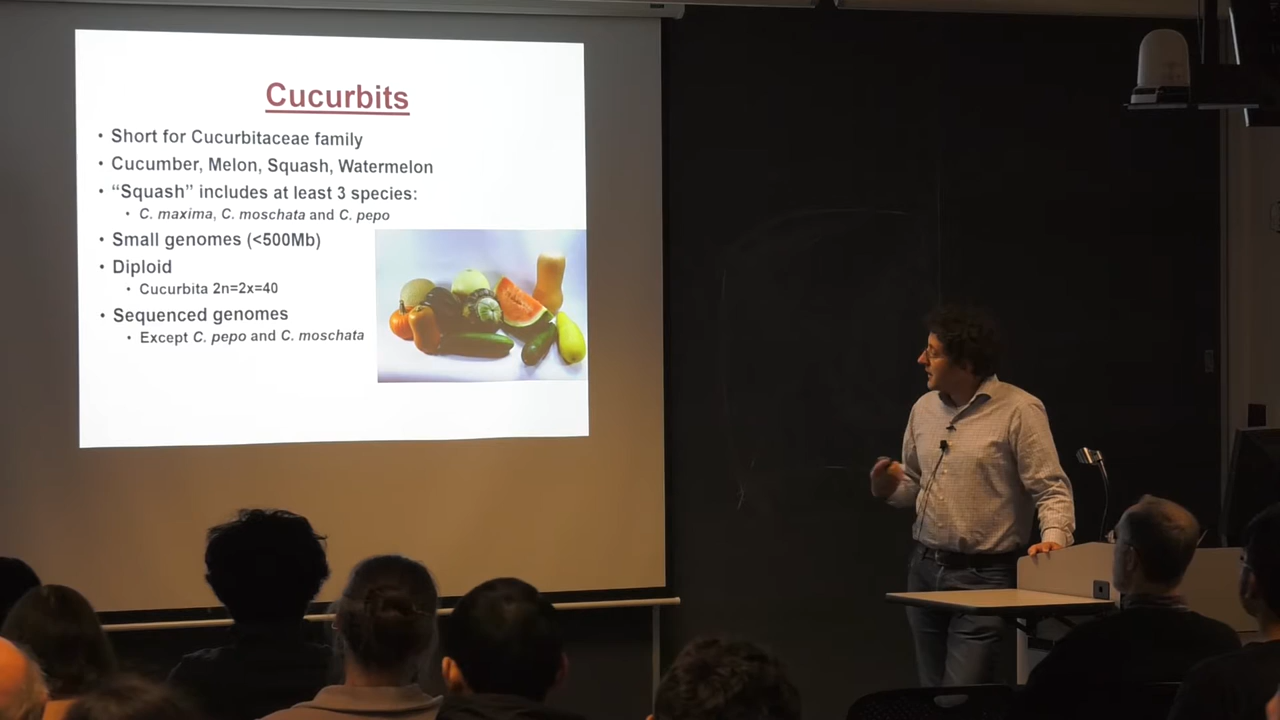 Cucurbits
• Short for Cucurbitaceae family
• Cucumber, Melon, Squash, Watermelon
• “Squash” includes at least 3 species:
• C. maxima, C. moschata and C. pepo
• Small genomes (<500Mb)
• Diploid
• Cucurbita 2n=2x=40
• Sequenced genomes
• Except C. pepo and C. moschata